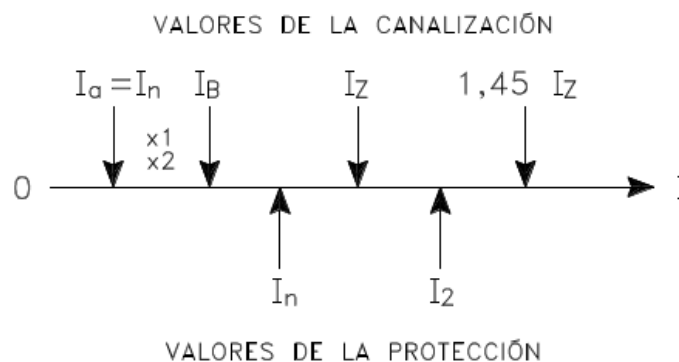 VALORES DE LA CANALIZACIÓN
Ia=In IB IZ 1,45 IZ
x1
x2
0 I
In I2
VALORES DE LA PROTECCIÓN